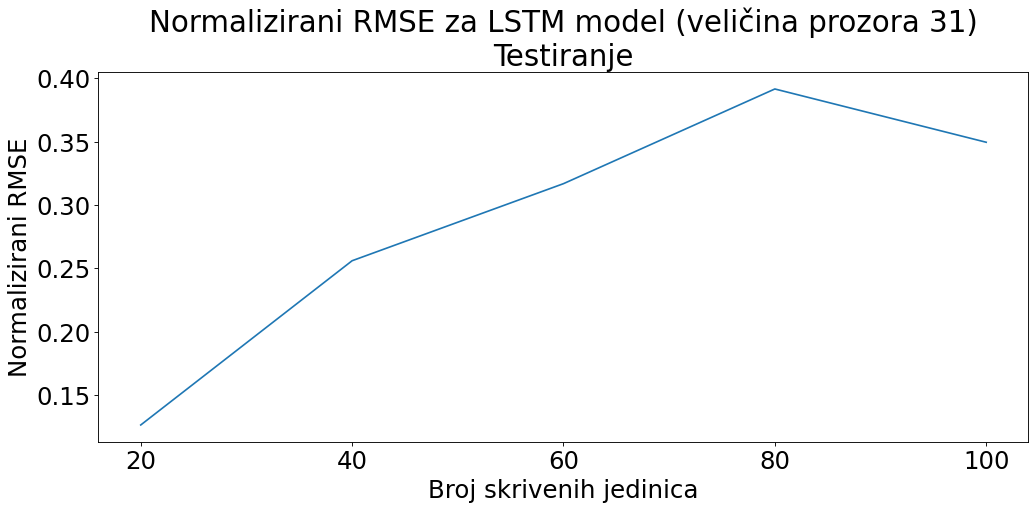 Normalizirani RMSE za LSTM model (veličina prozora 31)
Testiranje
0.40
0.35
0.30
0.25
0.20
0.15
Normalizirani RMSE
20 40 60 80 100
Broj skrivenih jedinica